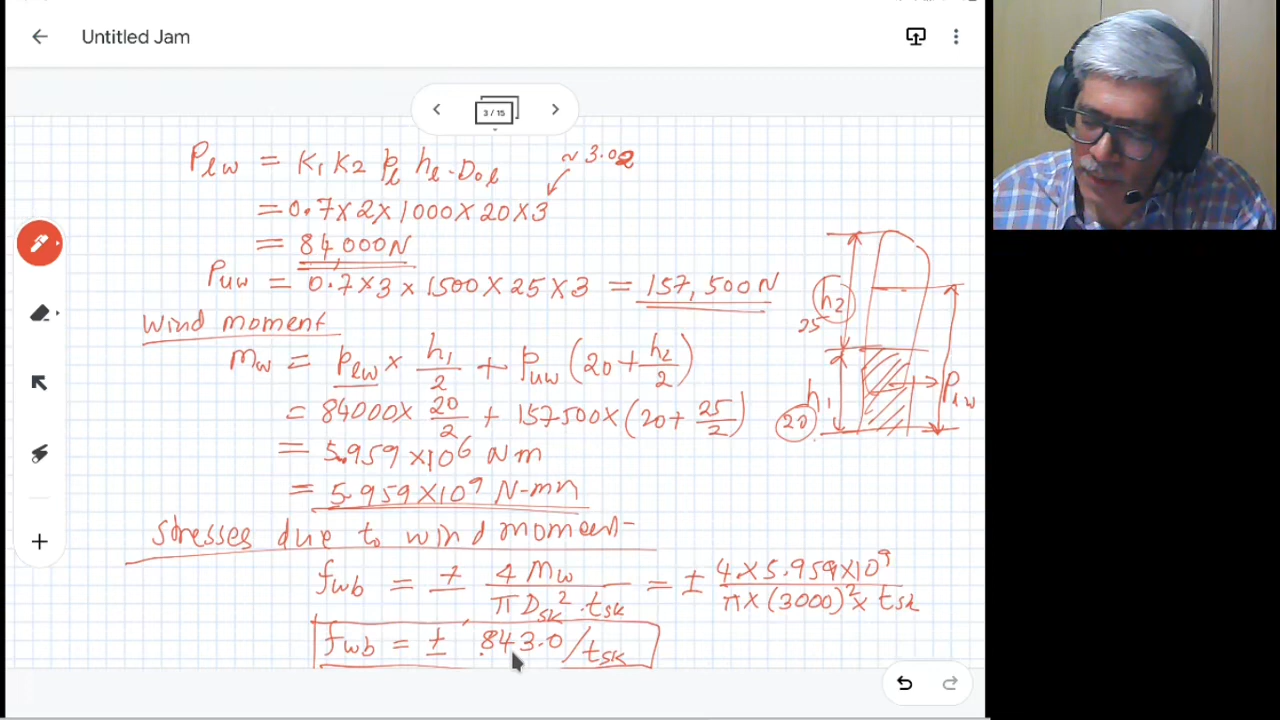 Untitled Jam
3 / 15
Plw = K1 K2 pl hl . Dol
~ 3.02
= 0.7 × 2 × 1000 × 20 × 3
= 84,000N
Puw = 0.7 × 3 × 1500 × 25 × 3 = 157,500N
Wind moment
Mw = Plw × h1/2 + Puw (20 + h2/2)
= 84000 × 20/2 + 157500 × (20 + 25/2)
= 5.959 × 10^6 Nm
= 5.959 × 10^9 N-mm
h2
25
h1
20
Plw
Stresses due to wind moment
fwb = ± 4 Mw / π Dsk^2 . tsk = ± 4 × 5.959 × 10^9 / π × (3000)^2 × tsk
fwb = ± 843.0 / tsk